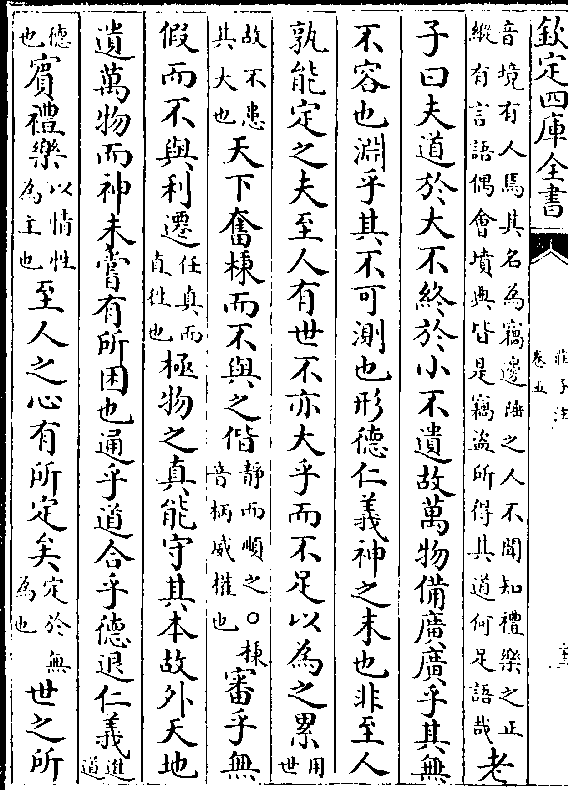 欽定四庫全書
莊子注
卷五
音境有人馬其名為竊邊陲之人不聞知禮樂之正
縱有言語偶會墳典皆是竊盜所得其道何足語哉
老
子曰夫道於大不終於小不遺故萬物備廣廣乎其無
不容也淵乎其不可測也形德仁義神之末也非至人
孰能定之夫至人有世不亦大乎而不足以為之累用世
故不患其大也天下奮棅而不與之偕靜而順之○棅音柄威權也審乎無
假而不與利遷任真而直往也極物之真能守其本故外天地
遺萬物而神未嘗有所困也通乎道合乎德退仁義進道
德也賓禮樂以情性為主也至人之心有所定矣定於無為也世之所